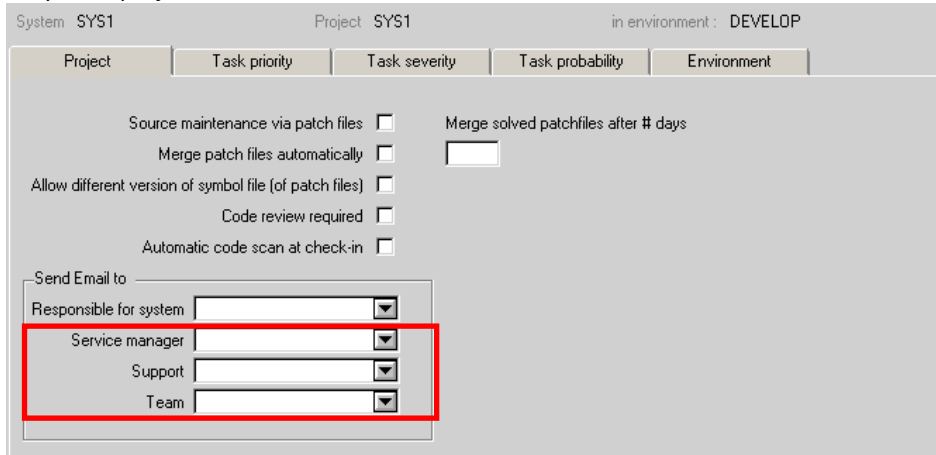 System SYS1 Project SYS1 in environment : DEVELOP
Project Task priority Task severity Task probability Environment
Source maintenance via patch files Merge solved patchfiles after # days
Merge patch files automatically
Allow different version of symbol file (of patch files)
Code review required
Automatic code scan at check-in
Send Email to
Responsible for system
Service manager
Support
Team